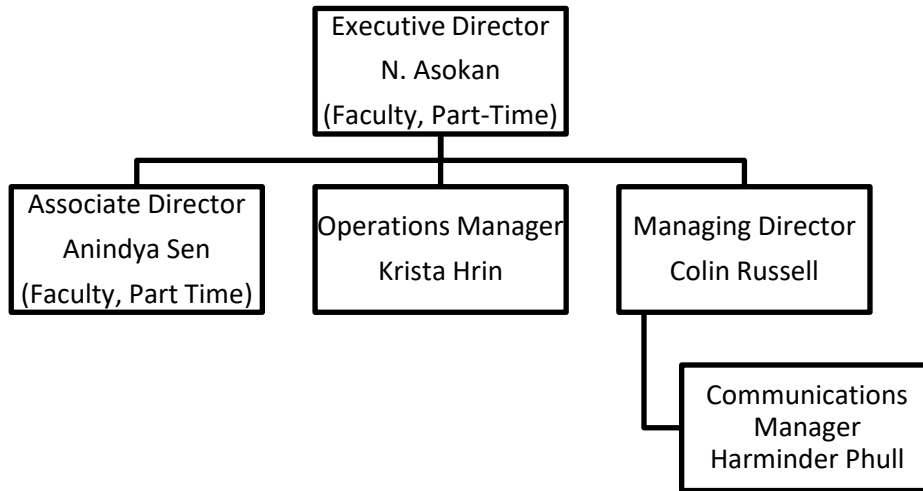 Executive Director
N. Asokan
(Faculty, Part-Time)
Associate Director
Anindya Sen
(Faculty, Part Time)
Operations Manager
Krista Hrin
Managing Director
Colin Russell
Communications
Manager
Harminder Phull